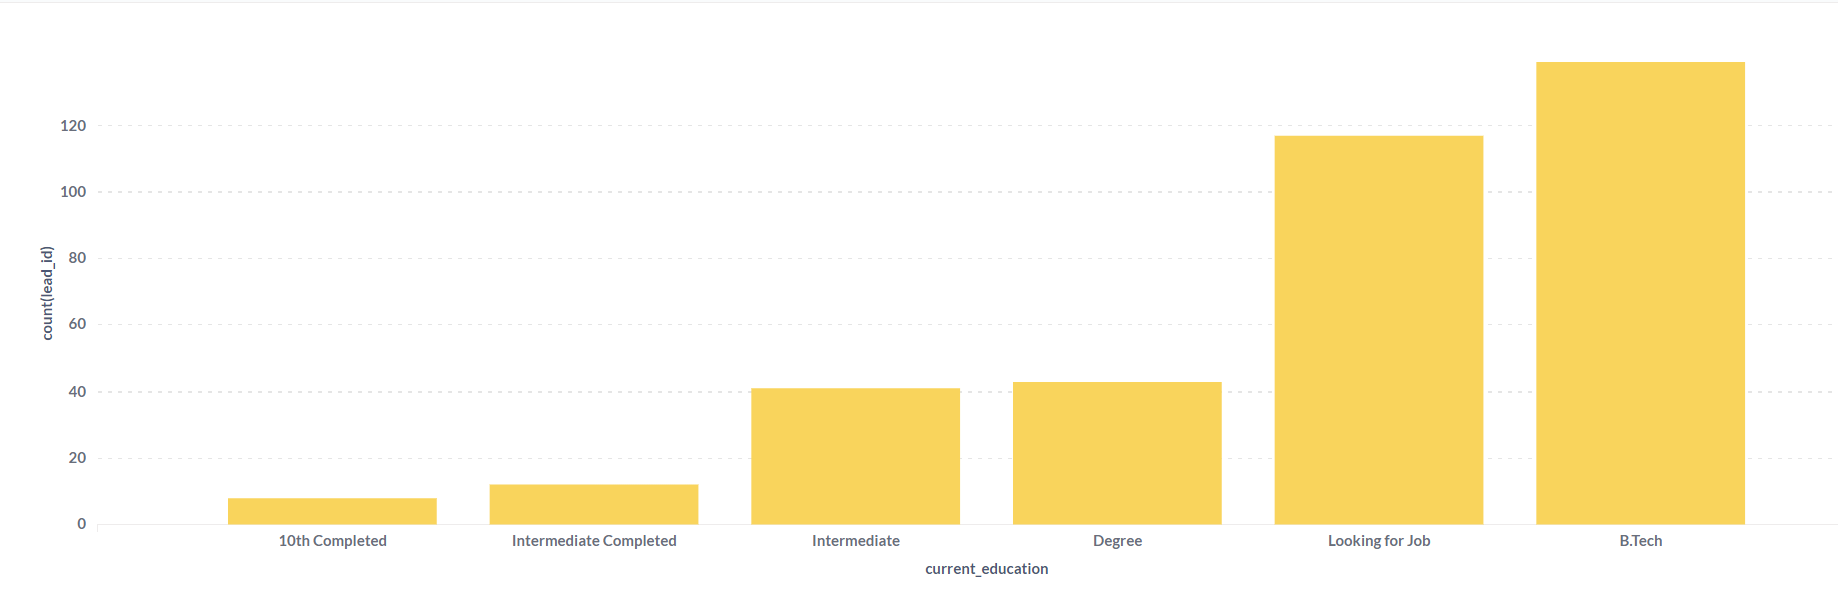 120
100
80
60
40
20
0
count(lead_id)
10th Completed Intermediate Completed Intermediate Degree Looking for Job B.Tech
current_education